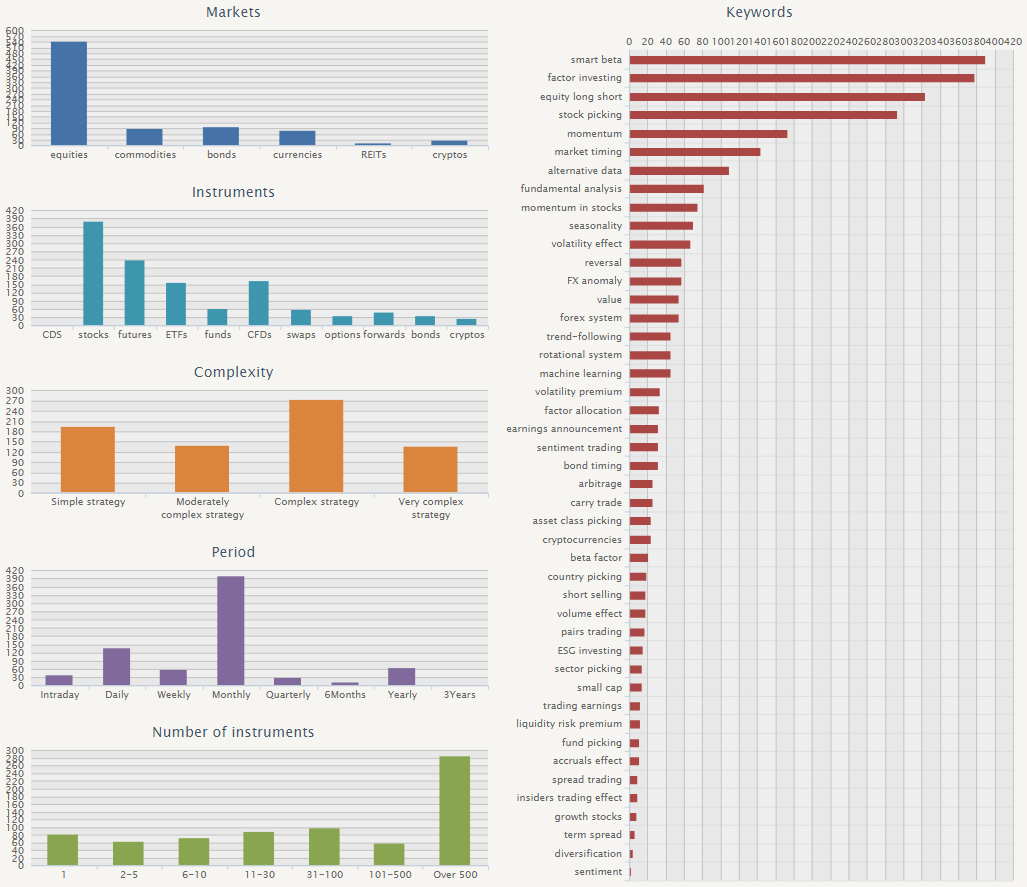 Markets
600
570
540
510
480
450
420
390
360
330
300
270
240
210
180
150
120
90
60
30
0
equities commodities bonds currencies REITs cryptos
Instruments
420
390
360
330
300
270
240
210
180
150
120
90
60
30
0
CDS stocks futures ETFs funds CFDs swaps options forwards bonds cryptos
Complexity
300
270
240
210
180
150
120
90
60
30
0
Simple strategy Moderately Complex strategy Very complex
complex strategy strategy
Period
420
390
360
330
300
270
240
210
180
150
120
90
60
30
0
Intraday Daily Weekly Monthly Quarterly 6Months Yearly 3Years
Number of instruments
300
280
260
240
220
200
180
160
140
120
100
80
60
40
20
0
1 2-5 6-10 11-30 31-100 101-500 Over 500
Keywords
0 20 40 60 80 100 120 140 160 180 200 220 240 260 280 300 320 340 360 380 400 420
smart beta
factor investing
equity long short
stock picking
momentum
market timing
alternative data
fundamental analysis
momentum in stocks
seasonality
volatility effect
reversal
FX anomaly
value
forex system
trend-following
rotational system
machine learning
volatility premium
factor allocation
earnings announcement
sentiment trading
bond timing
arbitrage
carry trade
asset class picking
cryptocurrencies
beta factor
country picking
short selling
volume effect
pairs trading
ESG investing
sector picking
small cap
trading earnings
liquidity risk premium
fund picking
accruals effect
spread trading
insiders trading effect
growth stocks
term spread
diversification
sentiment